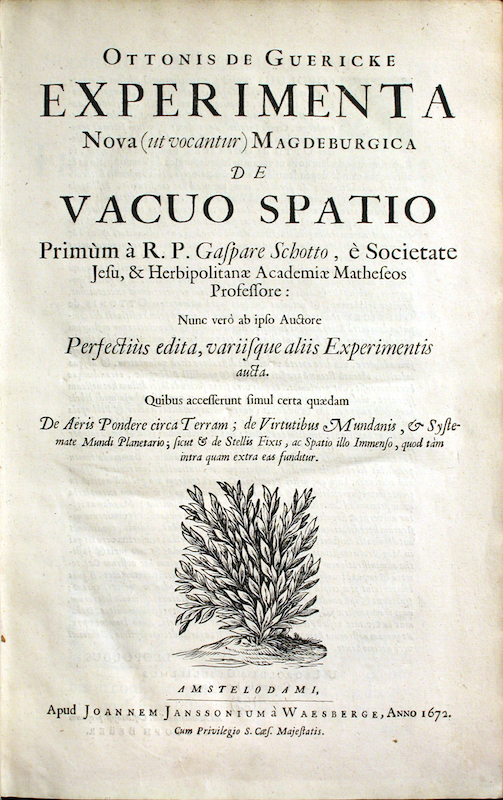 OTTONIS DE GUERICKE
EXPERIMENTA
NOVA (ut vocantur) MAGDEBURGICA
DE
VACUO SPATIO
Primùm à R. P. Gaſpare Schotto, è Societate
Jeſu, & Herbipolitanæ Academiæ Matheſeos
Profeſſore:
Nunc verò ab ipſo Auctore
Perfectiùs edita, variiſque aliis Experimentis
aucta.
Quibus acceſſerunt ſimul certa quædam
De Aëris Pondere circa Terram; de Virtutibus Mundanis, & Syſte-
mate Mundi Planetario; ſicut & de Stellis Fixis, ac Spatio illo Immenſo, quod tàm
intra quam extra eas funditur.
AMSTELODAMI,
Apud JOANNEM JANSSONIUM à WAESBERGE, ANNO 1672.
Cum Privilegio S. Cæſ. Majeſtatis.